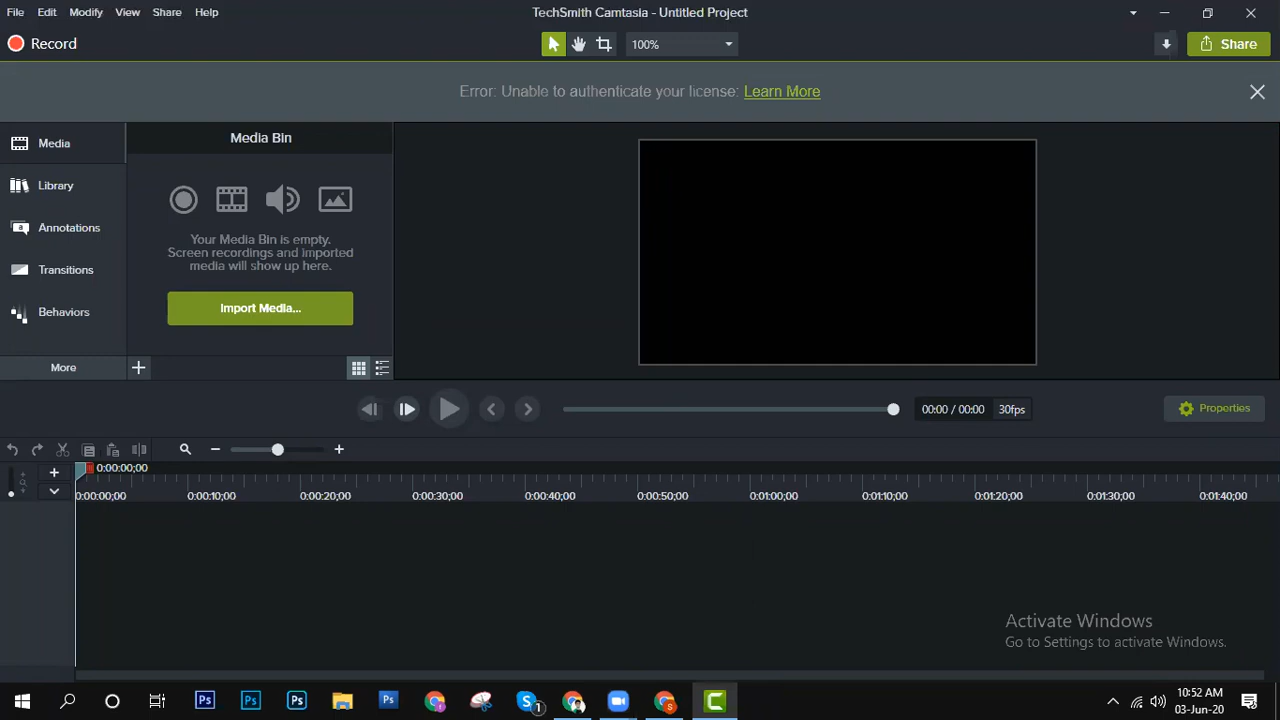 File Edit Modify View Share Help TechSmith Camtasia - Untitled Project
Record 100% Share
Error: Unable to authenticate your license: Learn More
Media
Library
a Annotations
Transitions
Behaviors
More
Media Bin
Your Media Bin is empty.
Screen recordings and imported
media will show up here.
Import Media...
00:00 / 00:00 30fps Properties
0:00:00;00
0:00:00;00 0:00:10;00 0:00:20;00 0:00:30;00 0:00:40;00 0:00:50;00 0:01:00;00 0:01:10;00 0:01:20;00 0:01:30;00 0:01:40;00
Activate Windows
Go to Settings to activate Windows.
Ps Ps Ps Ps S 1 S C
10:52 AM
03-Jun-20